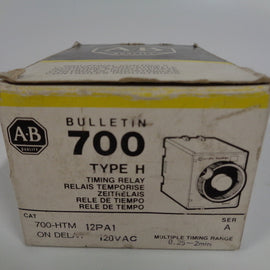 A·B
A·B
QUALITY
BULLETIN
700
TYPE H
TIMING RELAY
RELAIS TEMPORISE
ZEITRELAIS
RELE DE TIEMPO
RELE DE TEMPO
CAT
SER
700-HTM 12PA1
A
ON DELAY 120VAC
MULTIPLE TIMING RANGE
0.25-2min